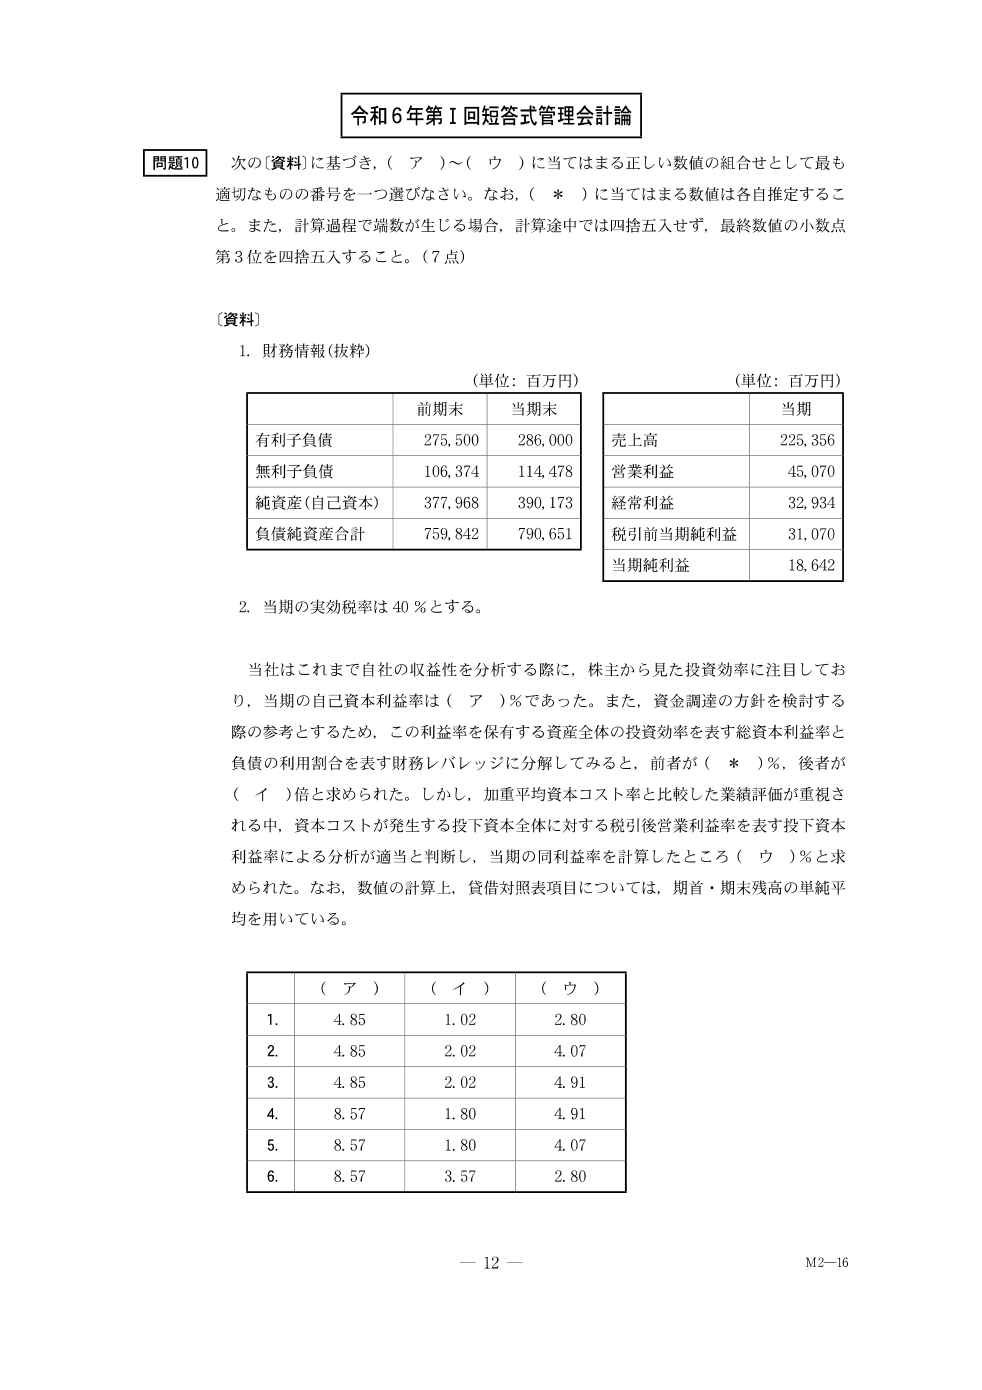 令和6年第Ⅰ回短答式管理会計論
問題10 次の〔資料〕に基づき，（ ア ）～（ ウ ）に当てはまる正しい数値の組合せとして最も
適切なものの番号を一つ選びなさい。なお，（ ＊ ）に当てはまる数値は各自推定するこ
と。また，計算過程で端数が生じる場合，計算途中では四捨五入せず，最終数値の小数点
第3位を四捨五入すること。（7点）
〔資料〕
1. 財務情報（抜粋）
（単位：百万円）
前期末 当期末
有利子負債 275,500 286,000
無利子負債 106,374 114,478
純資産（自己資本） 377,968 390,173
負債純資産合計 759,842 790,651
（単位：百万円）
当期
売上高 225,356
営業利益 45,070
経常利益 32,934
税引前当期純利益 31,070
当期純利益 18,642
2. 当期の実効税率は40％とする。
当社はこれまで自社の収益性を分析する際に，株主から見た投資効率に注目してお
り，当期の自己資本利益率は（ ア ）％であった。また，資金調達の方針を検討する
際の参考とするため，この利益率を保有する資産全体の投資効率を表す総資本利益率と
負債の利用割合を表す財務レバレッジに分解してみると，前者が（ ＊ ）％，後者が
（ イ ）倍と求められた。しかし，加重平均資本コスト率と比較した業績評価が重視さ
れる中，資本コストが発生する投下資本全体に対する税引後営業利益率を表す投下資本
利益率による分析が適当と判断し，当期の同利益率を計算したところ（ ウ ）％と求
められた。なお，数値の計算上，貸借対照表項目については，期首・期末残高の単純平
均を用いている。
（ ア ） （ イ ） （ ウ ）
1. 4.85 1.02 2.80
2. 4.85 2.02 4.07
3. 4.85 2.02 4.91
4. 8.57 1.80 4.91
5. 8.57 1.80 4.07
6. 8.57 3.57 2.80
― 12 ―
M2―16